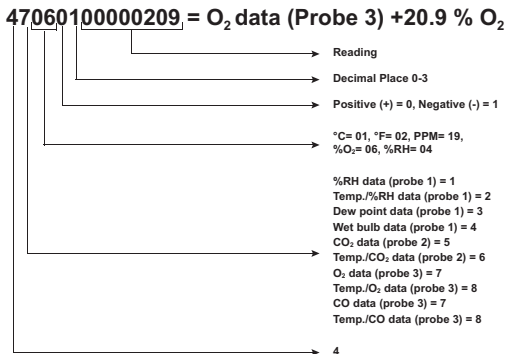 47060100000209 = O₂ data (Probe 3) +20.9 % O₂
Reading
Decimal Place 0-3
Positive (+) = 0, Negative (-) = 1
°C= 01, °F= 02, PPM= 19,
%O₂= 06, %RH= 04
%RH data (probe 1) = 1
Temp./%RH data (probe 1) = 2
Dew point data (probe 1) = 3
Wet bulb data (probe 1) = 4
CO₂ data (probe 2) = 5
Temp./CO₂ data (probe 2) = 6
O₂ data (probe 3) = 7
Temp./O₂ data (probe 3) = 8
CO data (probe 3) = 7
Temp./CO data (probe 3) = 8
4